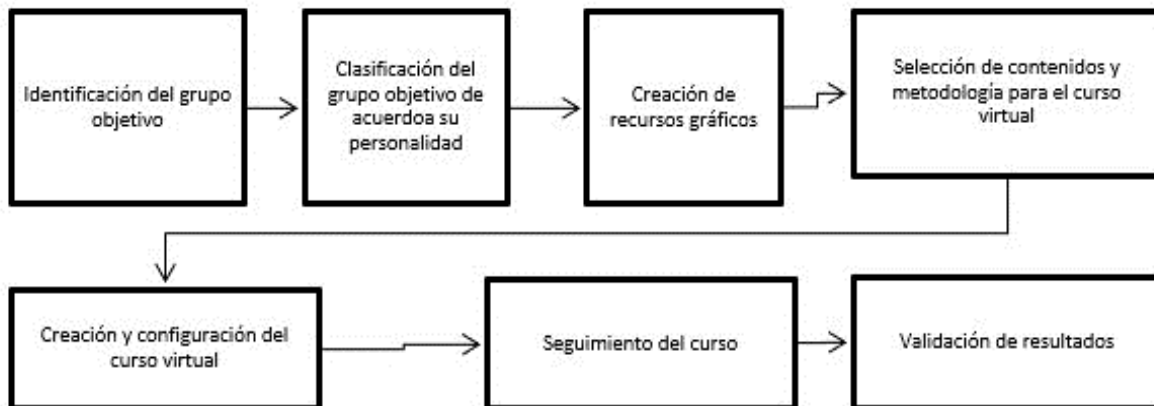 Identificación del grupo
objetivo
Clasificación del
grupo objetivo de
acuerdoa su
personalidad
Creación de
recursos gráficos
Selección de contenidos y
metodología para el curso
virtual
Creación y configuración del
curso virtual
Seguimiento del curso
Validación de resultados